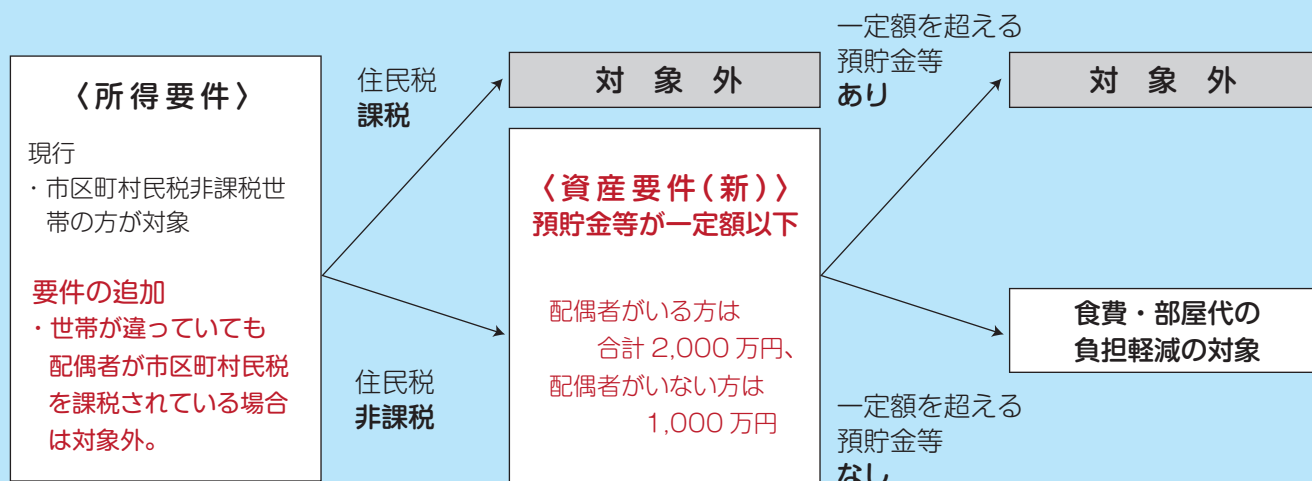 〈所得要件〉
現行
・市区町村民税非課税世
帯の方が対象
要件の追加
・世帯が違っていても
配偶者が市区町村民税
を課税されている場合
は対象外。
住民税
課税
住民税
非課税
対　象　外
〈資産要件(新)〉
預貯金等が一定額以下
配偶者がいる方は
合計 2,000 万円、
配偶者がいない方は
1,000 万円
一定額を超える
預貯金等
あり
一定額を超える
預貯金等
なし
対　象　外
食費・部屋代の
負担軽減の対象